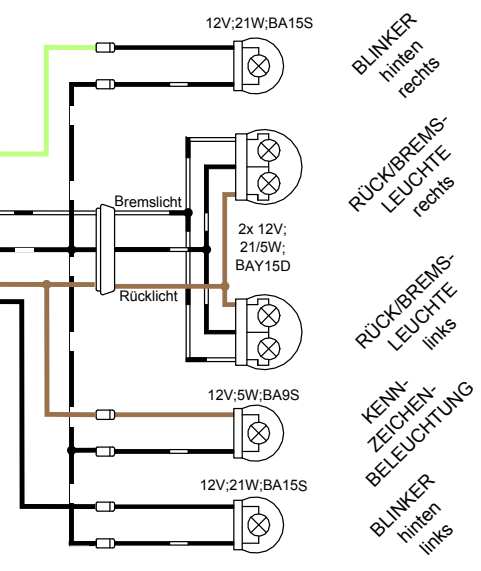 12V;21W;BA15S
BLINKER
hinten
rechts
RÜCK/BREMS-
LEUCHTE
rechts
Bremslicht
2x 12V;
21/5W;
BAY15D
Rücklicht
RÜCK/BREMS-
LEUCHTE
links
12V;5W;BA9S
KENN-
ZEICHEN-
BELEUCHTUNG
12V;21W;BA15S
BLINKER
hinten
links